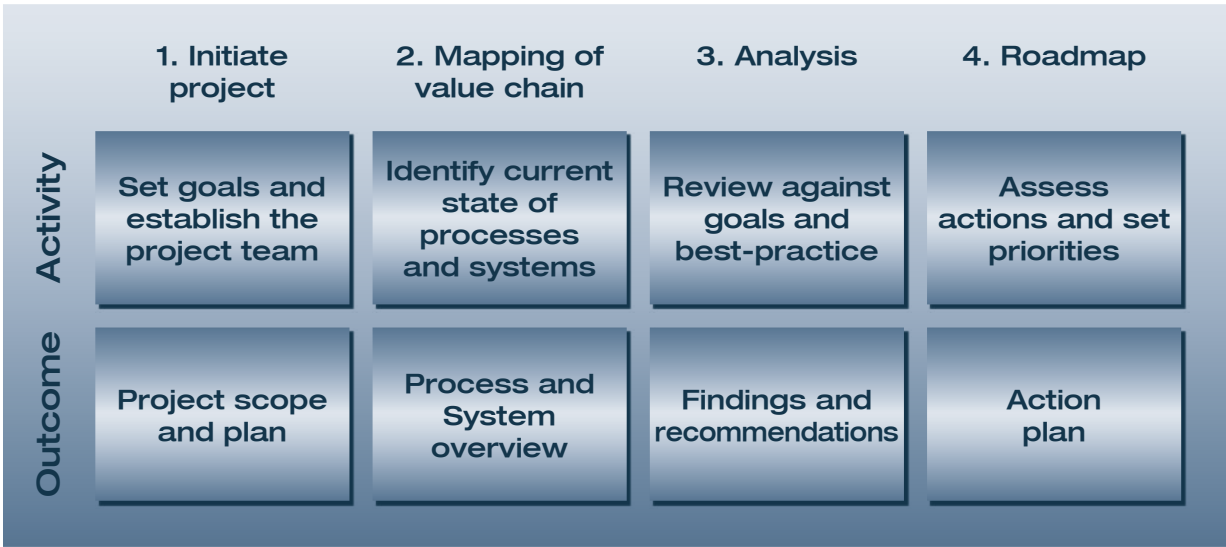 1. Initiate
project
2. Mapping of
value chain
3. Analysis
4. Roadmap
Activity
Set goals and
establish the
project team
Identify current
state of
processes
and systems
Review against
goals and
best-practice
Assess
actions and set
priorities
Outcome
Project scope
and plan
Process and
System
overview
Findings and
recommendations
Action
plan